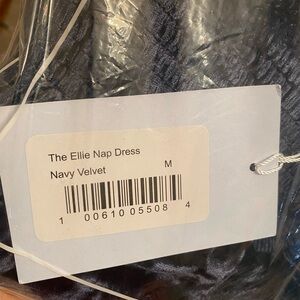 The Ellie Nap Dress
Navy Velvet M
1 00610 05508 4